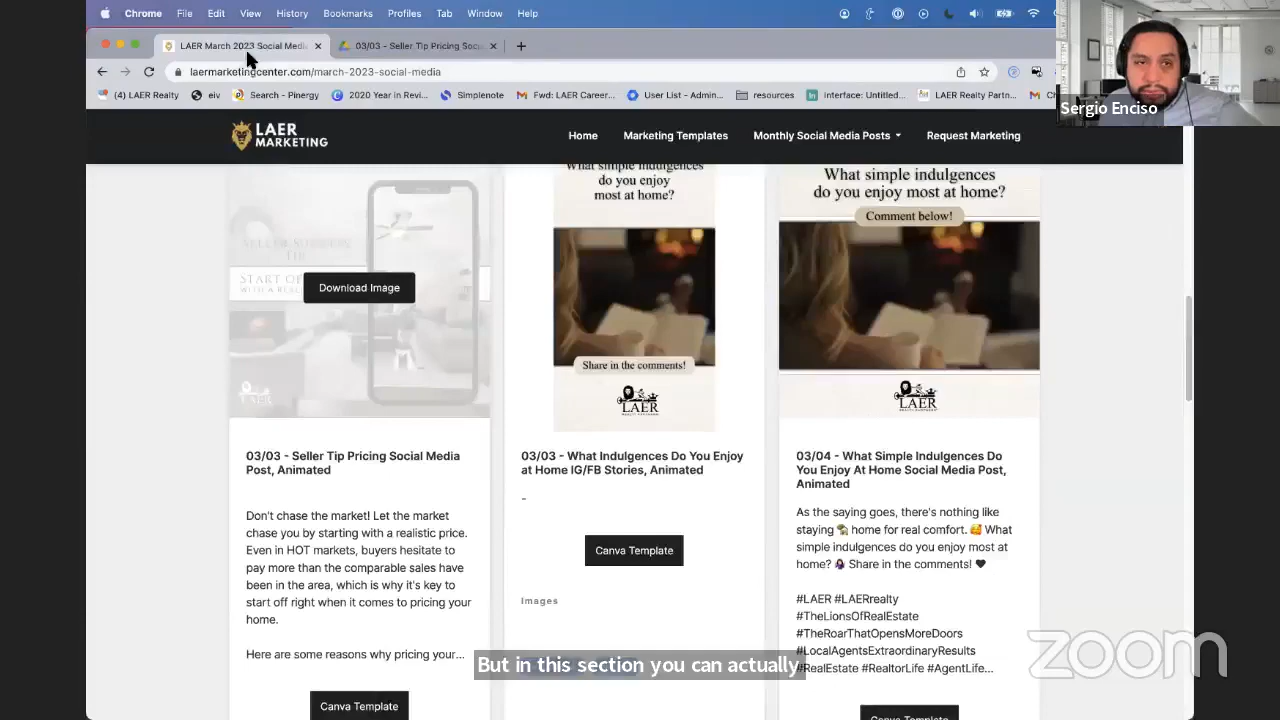 Chrome File Edit View History Bookmarks Profiles Tab Window Help
LAER March 2023 Social Medi
03/03 - Seller Tip Pricing Soci
laermarketingcenter.com/march-2023-social-media
(4) LAER Realty
eiv
Search - Pinergy
2020 Year in Revi...
Simplenote
Fwd: LAER Career...
User List - Admin...
resources
Interface: Untitled...
LAER Realty Partn...
Sergio Enciso
LAER
MARKETING
Home
Marketing Templates
Monthly Social Media Posts
Request Marketing
SELLER SUCCESS
TIP
START OF
WITH A REAL
Download Image
03/03 - Seller Tip Pricing Social Media
Post, Animated
Don't chase the market! Let the market
chase you by starting with a realistic price.
Even in HOT markets, buyers hesitate to
pay more than the comparable sales have
been in the area, which is why it's key to
start off right when it comes to pricing your
home.
Here are some reasons why pricing your...
Canva Template
What simple indulgences
do you enjoy
most at home?
Share in the comments!
LAER
03/03 - What Indulgences Do You Enjoy
at Home IG/FB Stories, Animated
-
Canva Template
Images
What simple indulgences
do you enjoy most at home?
Comment below!
LAER
03/04 - What Simple Indulgences Do
You Enjoy At Home Social Media Post,
Animated
As the saying goes, there's nothing like
staying 🏡 home for real comfort. 🥰 What
simple indulgences do you enjoy most at
home? Share in the comments! 🖤
#LAER #LAERrealty
#TheLionsOfRealEstate
#TheRoarThatOpensMoreDoors
#LocalAgentsExtraordinaryResults
#RealEstate #RealtorLife #AgentLife...
Canva Template
But in this section you can actually
zoom